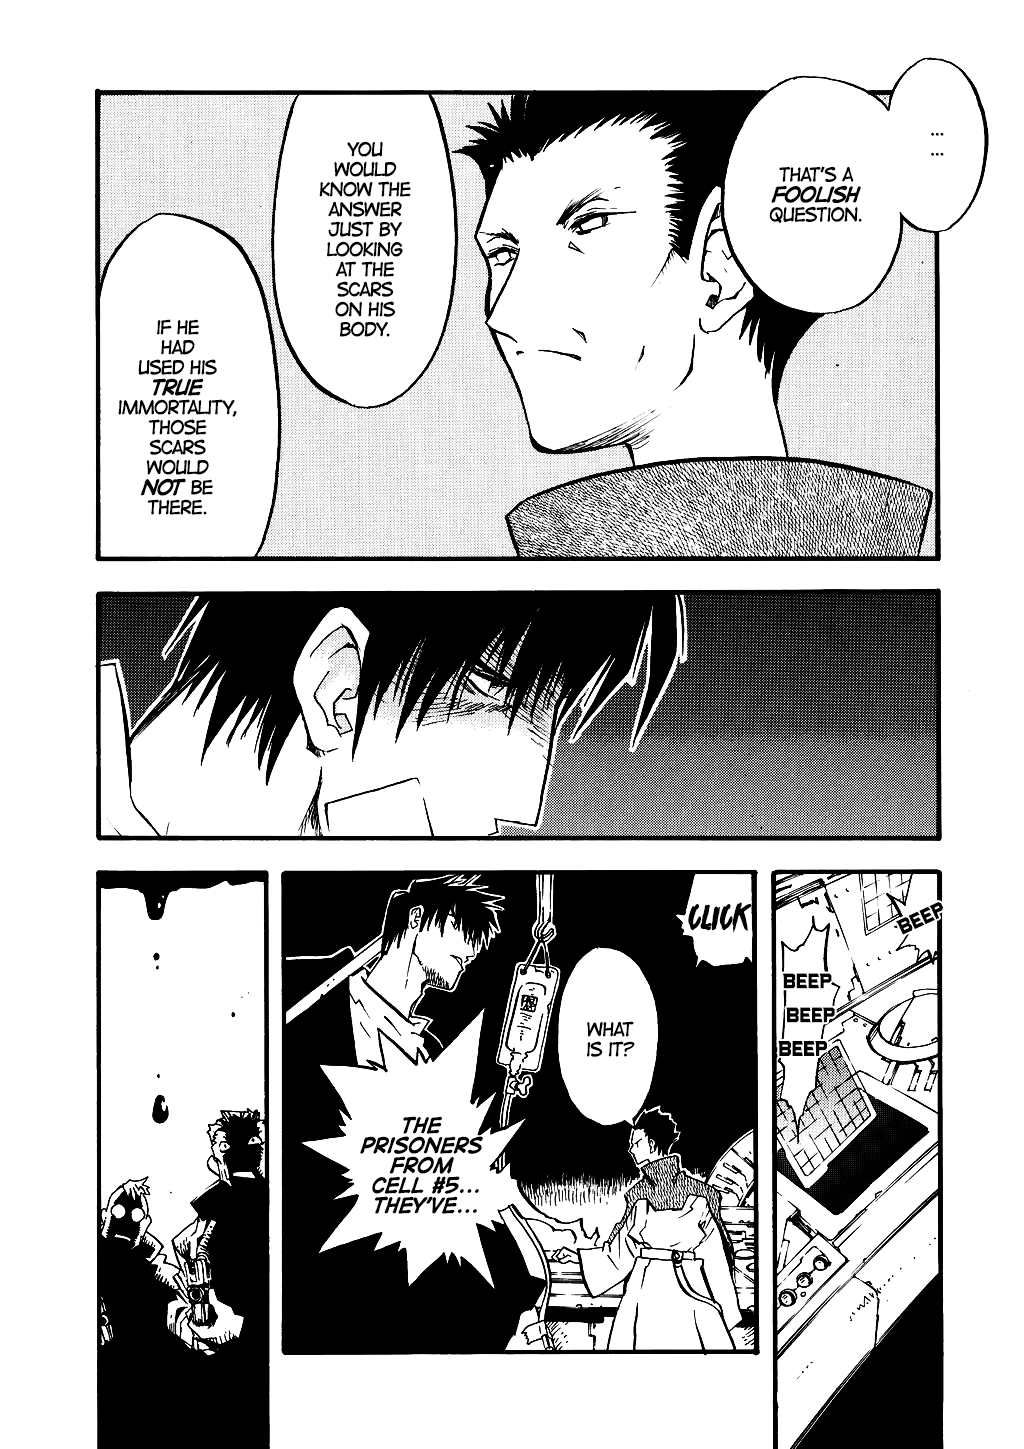 ...
...
THAT'S A
FOOLISH
QUESTION.
YOU
WOULD
KNOW THE
ANSWER
JUST BY
LOOKING
AT THE
SCARS
ON HIS
BODY.
IF HE
HAD
USED HIS
TRUE
IMMORTALITY,
THOSE
SCARS
WOULD
NOT BE
THERE.
BEEP
BEEP
BEEP
BEEP
CLICK
WHAT
IS IT?
THE
PRISONERS
FROM
CELL #5...
THEY'VE...